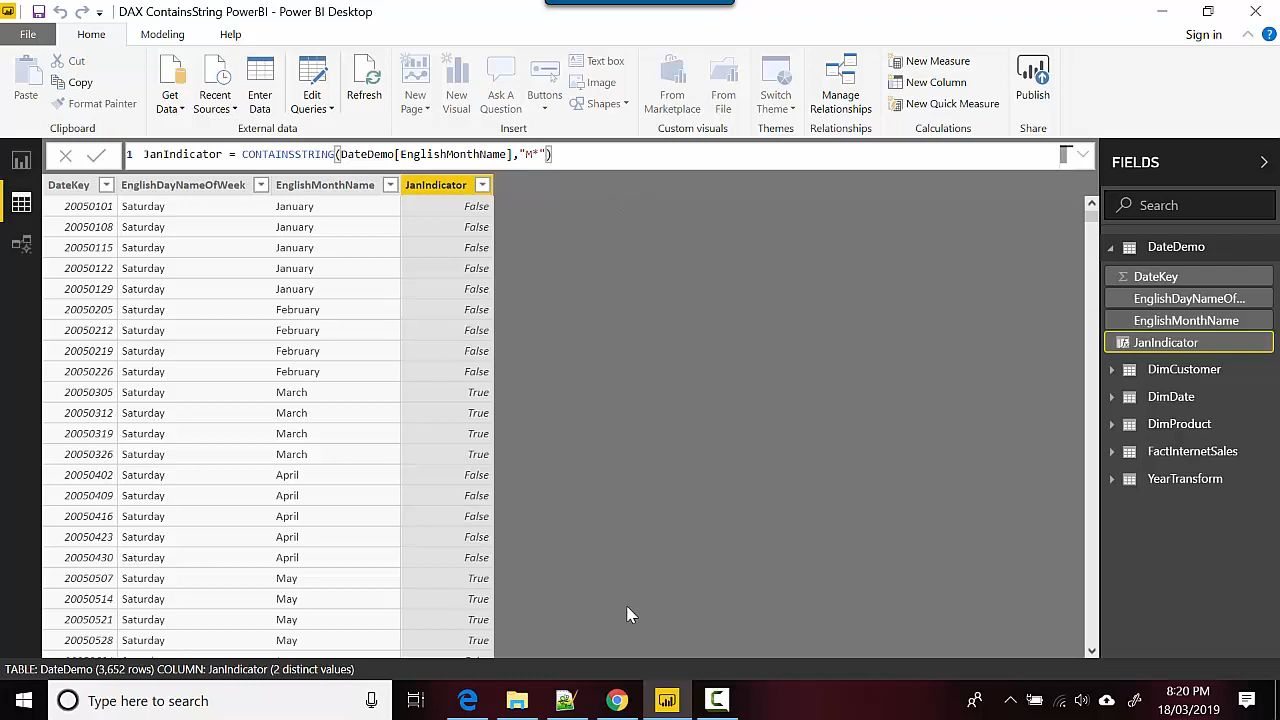 DAX ContainsString PowerBI - Power BI Desktop
File Home Modeling Help Sign in
Paste Cut Copy Format Painter
Get Data Recent Sources Enter Data Edit Queries Refresh
New Page New Visual Ask A Question Buttons Text box Image Shapes
From Marketplace From File Switch Theme Manage Relationships
New Measure New Column New Quick Measure Publish
Clipboard External data Insert Custom visuals Themes Relationships Calculations Share
1 JanIndicator = CONTAINSSTRING(DateDemo[EnglishMonthName],"M*")
DateKey EnglishDayNameOfWeek EnglishMonthName JanIndicator
20050101 Saturday January False
20050108 Saturday January False
20050115 Saturday January False
20050122 Saturday January False
20050129 Saturday January False
20050205 Saturday February False
20050212 Saturday February False
20050219 Saturday February False
20050226 Saturday February False
20050305 Saturday March True
20050312 Saturday March True
20050319 Saturday March True
20050326 Saturday March True
20050402 Saturday April False
20050409 Saturday April False
20050416 Saturday April False
20050423 Saturday April False
20050430 Saturday April False
20050507 Saturday May True
20050514 Saturday May True
20050521 Saturday May True
20050528 Saturday May True
FIELDS
Search
DateDemo
DateKey
EnglishDayNameOf...
EnglishMonthName
JanIndicator
DimCustomer
DimDate
DimProduct
FactInternetSales
YearTransform
TABLE: DateDemo (3,652 rows) COLUMN: JanIndicator (2 distinct values)
Type here to search
8:20 PM
18/03/2019